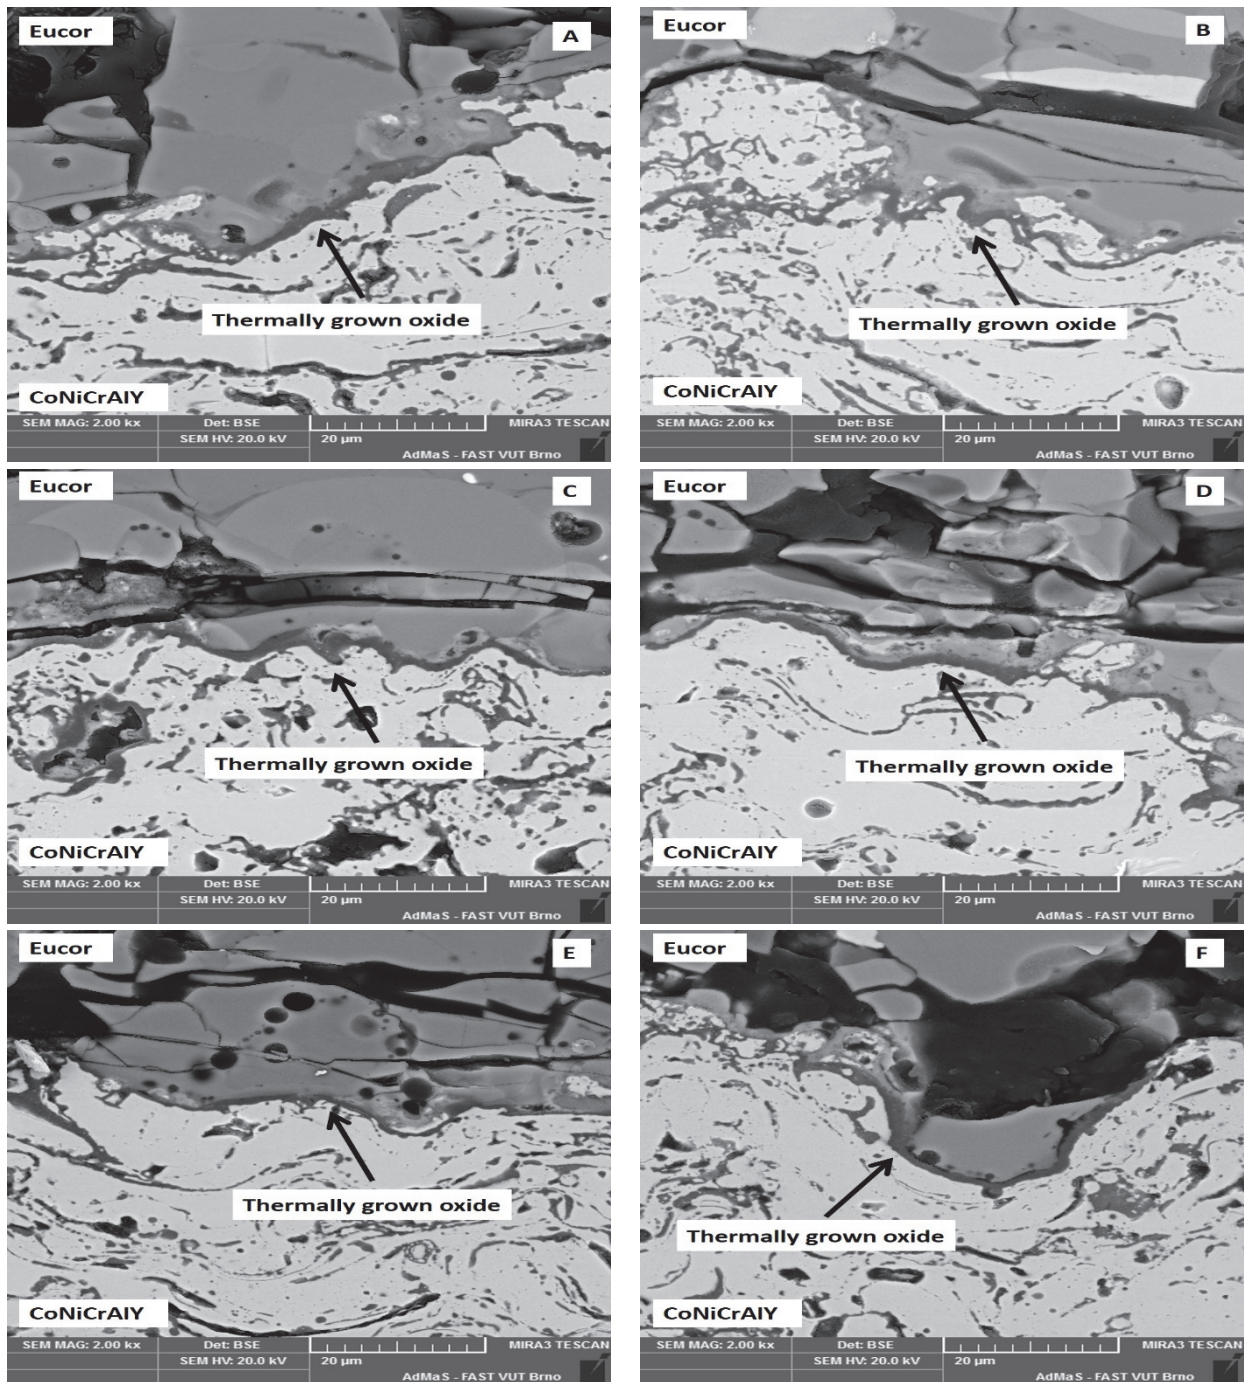 Eucor
A
Thermally grown oxide
CoNiCrAlY
SEM MAG: 2.00 kx Det: BSE MIRA3 TESCAN
SEM HV: 20.0 kV 20 µm
AdMaS - FAST VUT Brno
Eucor
B
Thermally grown oxide
CoNiCrAlY
SEM MAG: 2.00 kx Det: BSE MIRA3 TESCAN
SEM HV: 20.0 kV 20 µm
AdMaS - FAST VUT Brno
Eucor
C
Thermally grown oxide
CoNiCrAlY
SEM MAG: 2.00 kx Det: BSE MIRA3 TESCAN
SEM HV: 20.0 kV 20 µm
AdMaS - FAST VUT Brno
Eucor
D
Thermally grown oxide
CoNiCrAlY
SEM MAG: 2.00 kx Det: BSE MIRA3 TESCAN
SEM HV: 20.0 kV 20 µm
AdMaS - FAST VUT Brno
Eucor
E
Thermally grown oxide
CoNiCrAlY
SEM MAG: 2.00 kx Det: BSE MIRA3 TESCAN
SEM HV: 20.0 kV 20 µm
AdMaS - FAST VUT Brno
Eucor
F
Thermally grown oxide
CoNiCrAlY
SEM MAG: 2.00 kx Det: BSE MIRA3 TESCAN
SEM HV: 20.0 kV 20 µm
AdMaS - FAST VUT Brno